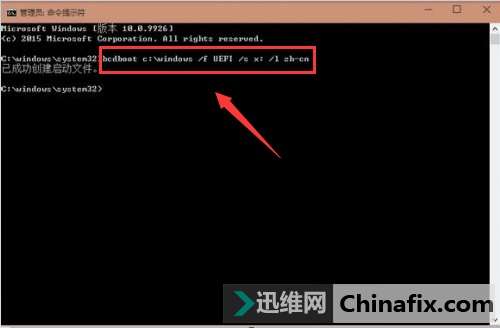 管理员: 命令提示符
Microsoft Windows [版本 10.0.9926]
(c) 2015 Microsoft Corporation. All rights reserved.
C:\windows\system32>bcdboot c:\windows /f UEFI /s x: /l zh-cn
已成功创建启动文件。
C:\windows\system32>
迅维网 Chinafix.com